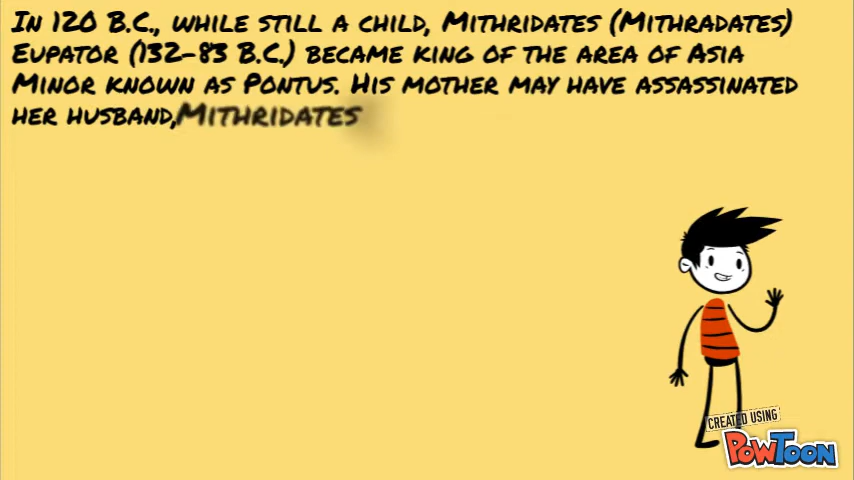 In 120 B.C., while still a child, Mithridates (Mithradates)
Eupator (132–83 B.C.) became king of the area of Asia
Minor known as Pontus. His mother may have assassinated
her husband,Mithridates
CREATED USING
PowToon